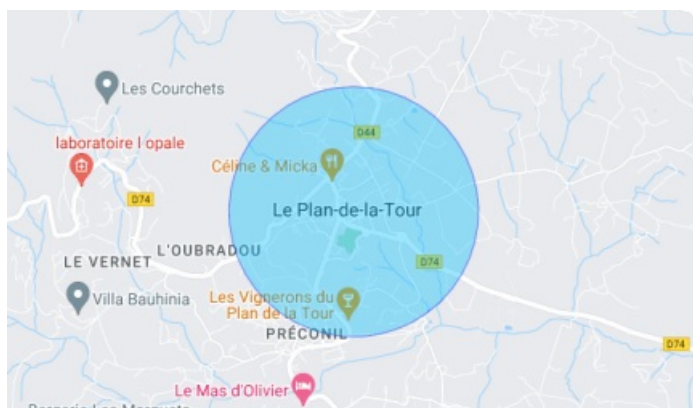 Les Courchets
D44
laboratoire l opale
Céline & Micka
D74
Le Plan-de-la-Tour
L'OUBRADOU
LE VERNET
D74
Villa Bauhinia
Les Vignerons du
Plan de la Tour
PRÉCONIL
D74
Le Mas d'Olivier